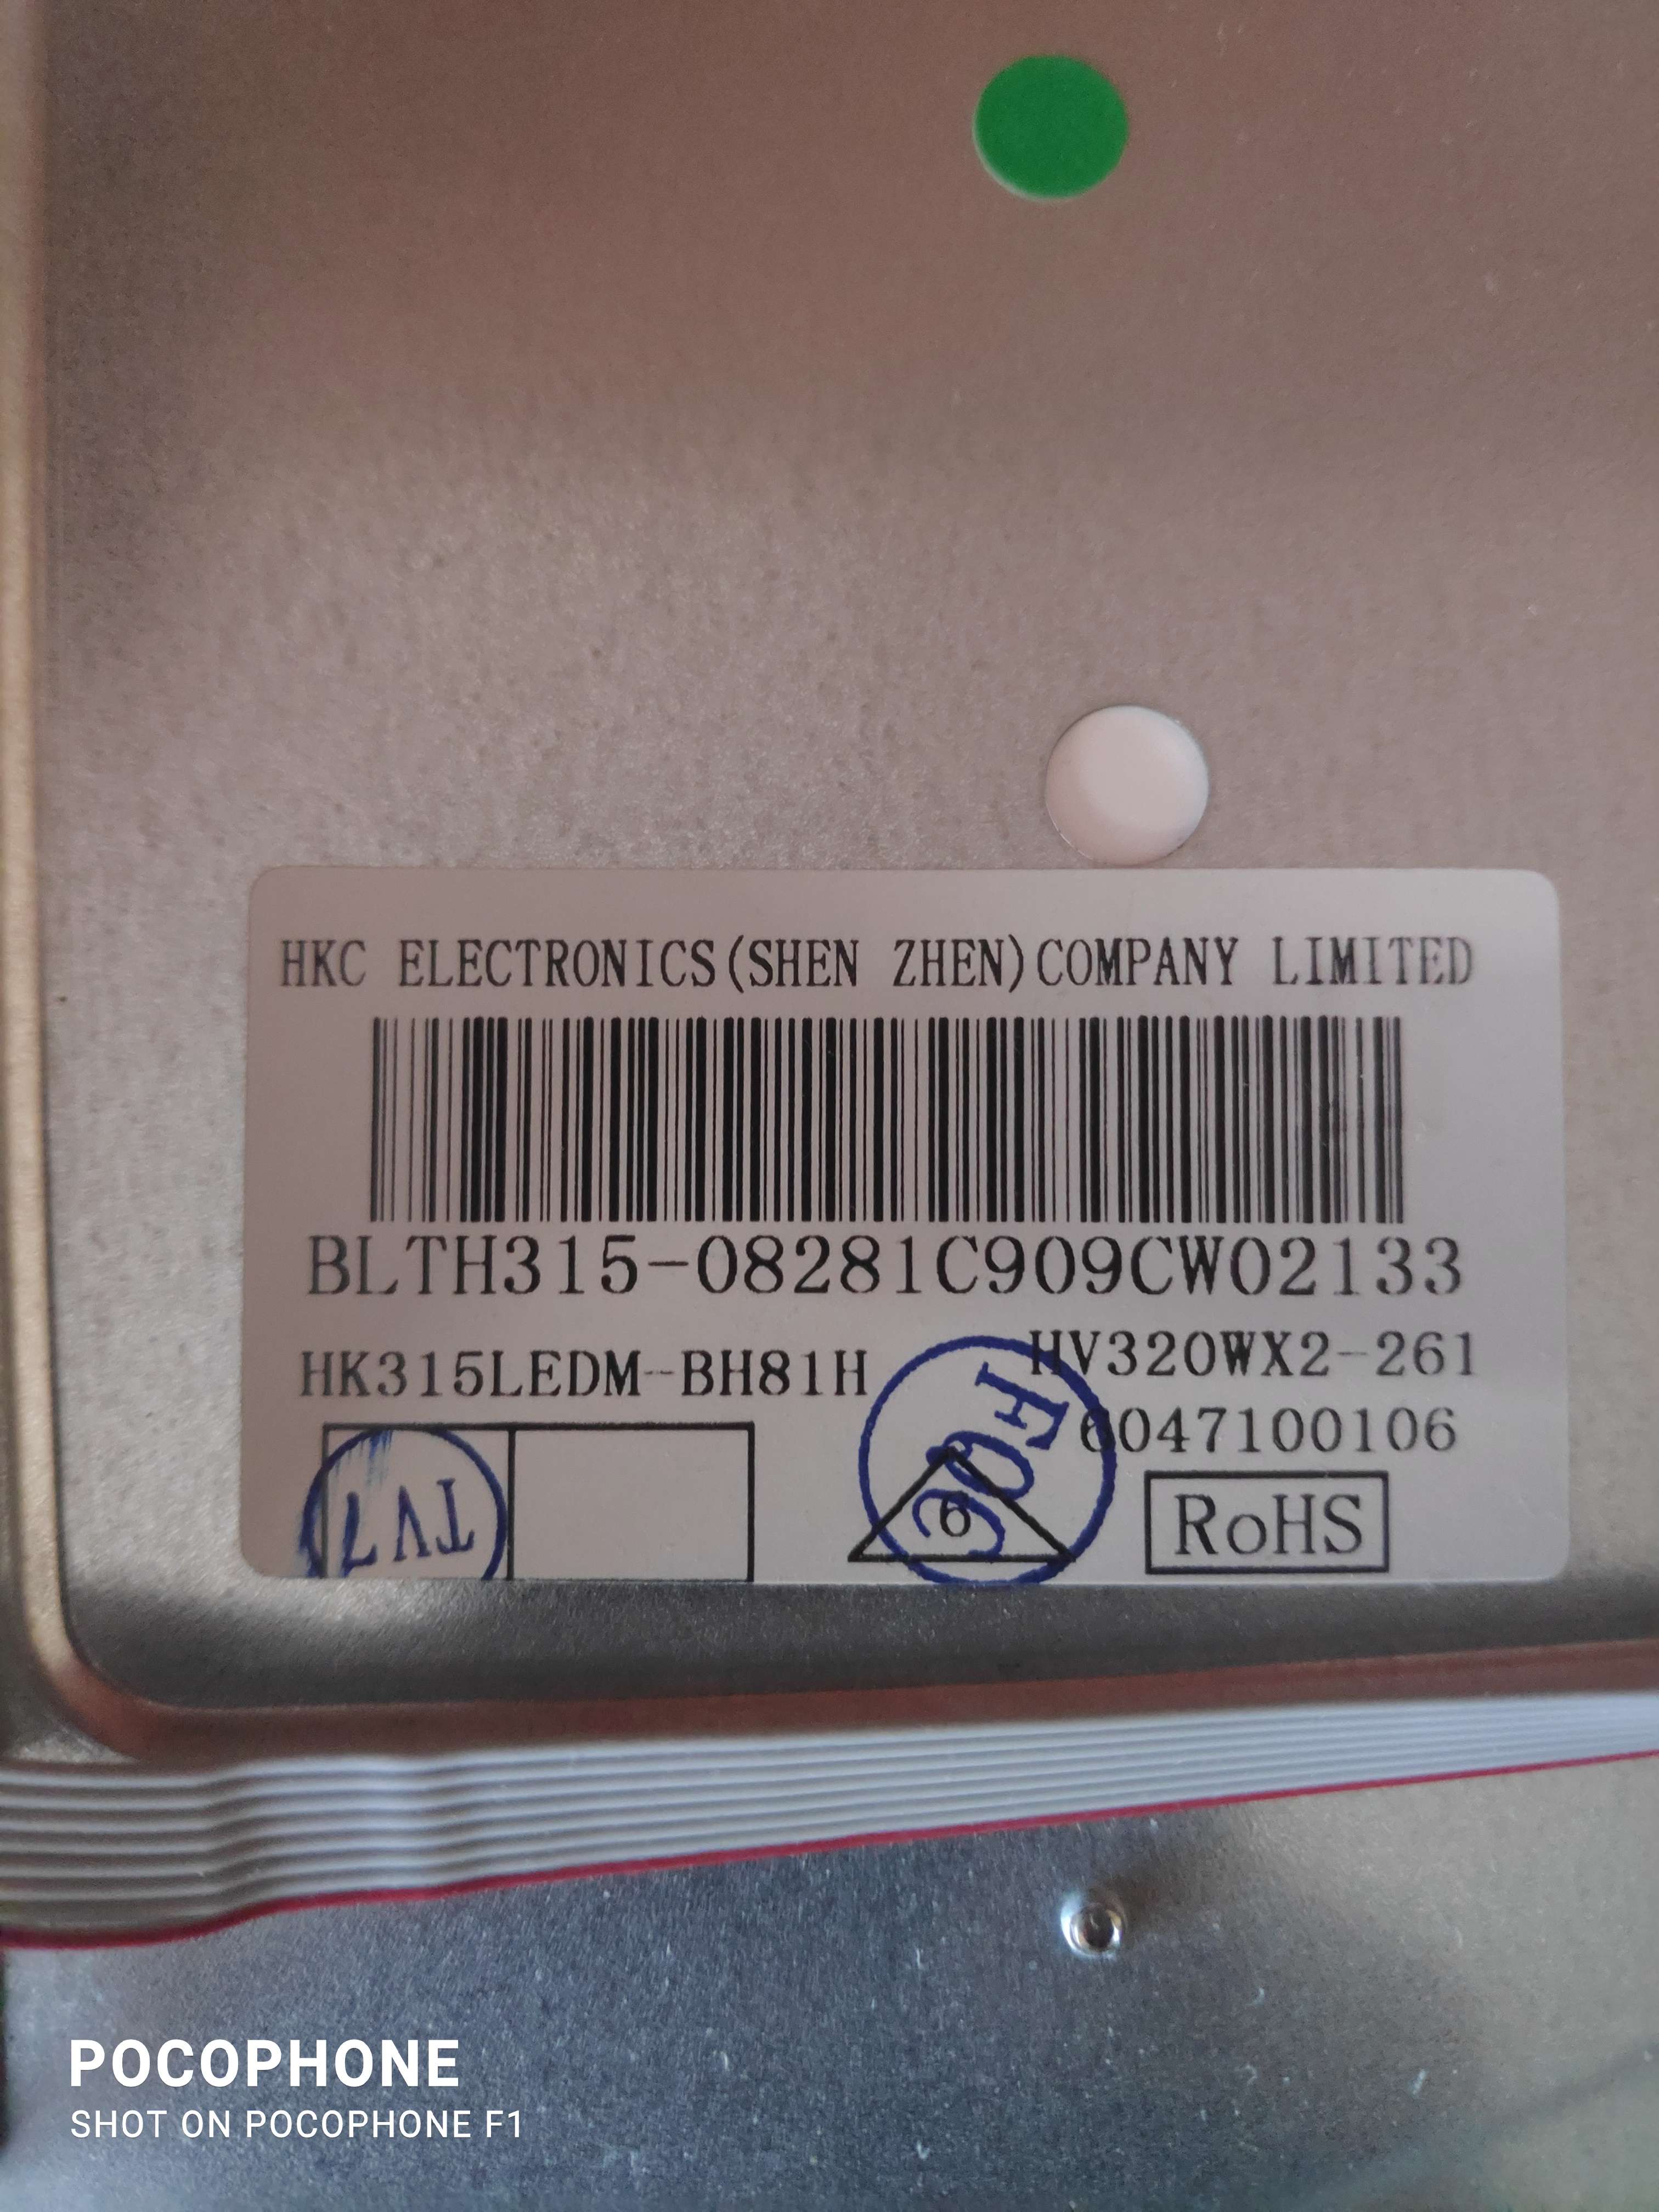 HKC ELECTRONICS(SHEN ZHEN)COMPANY LIMITED
BLTH315-08281C909CW02133
HK315LEDM-BH81H
HV320WX2-261
6047100106
TV7
F06
6
RoHS
POCOPHONE
SHOT ON POCOPHONE F1